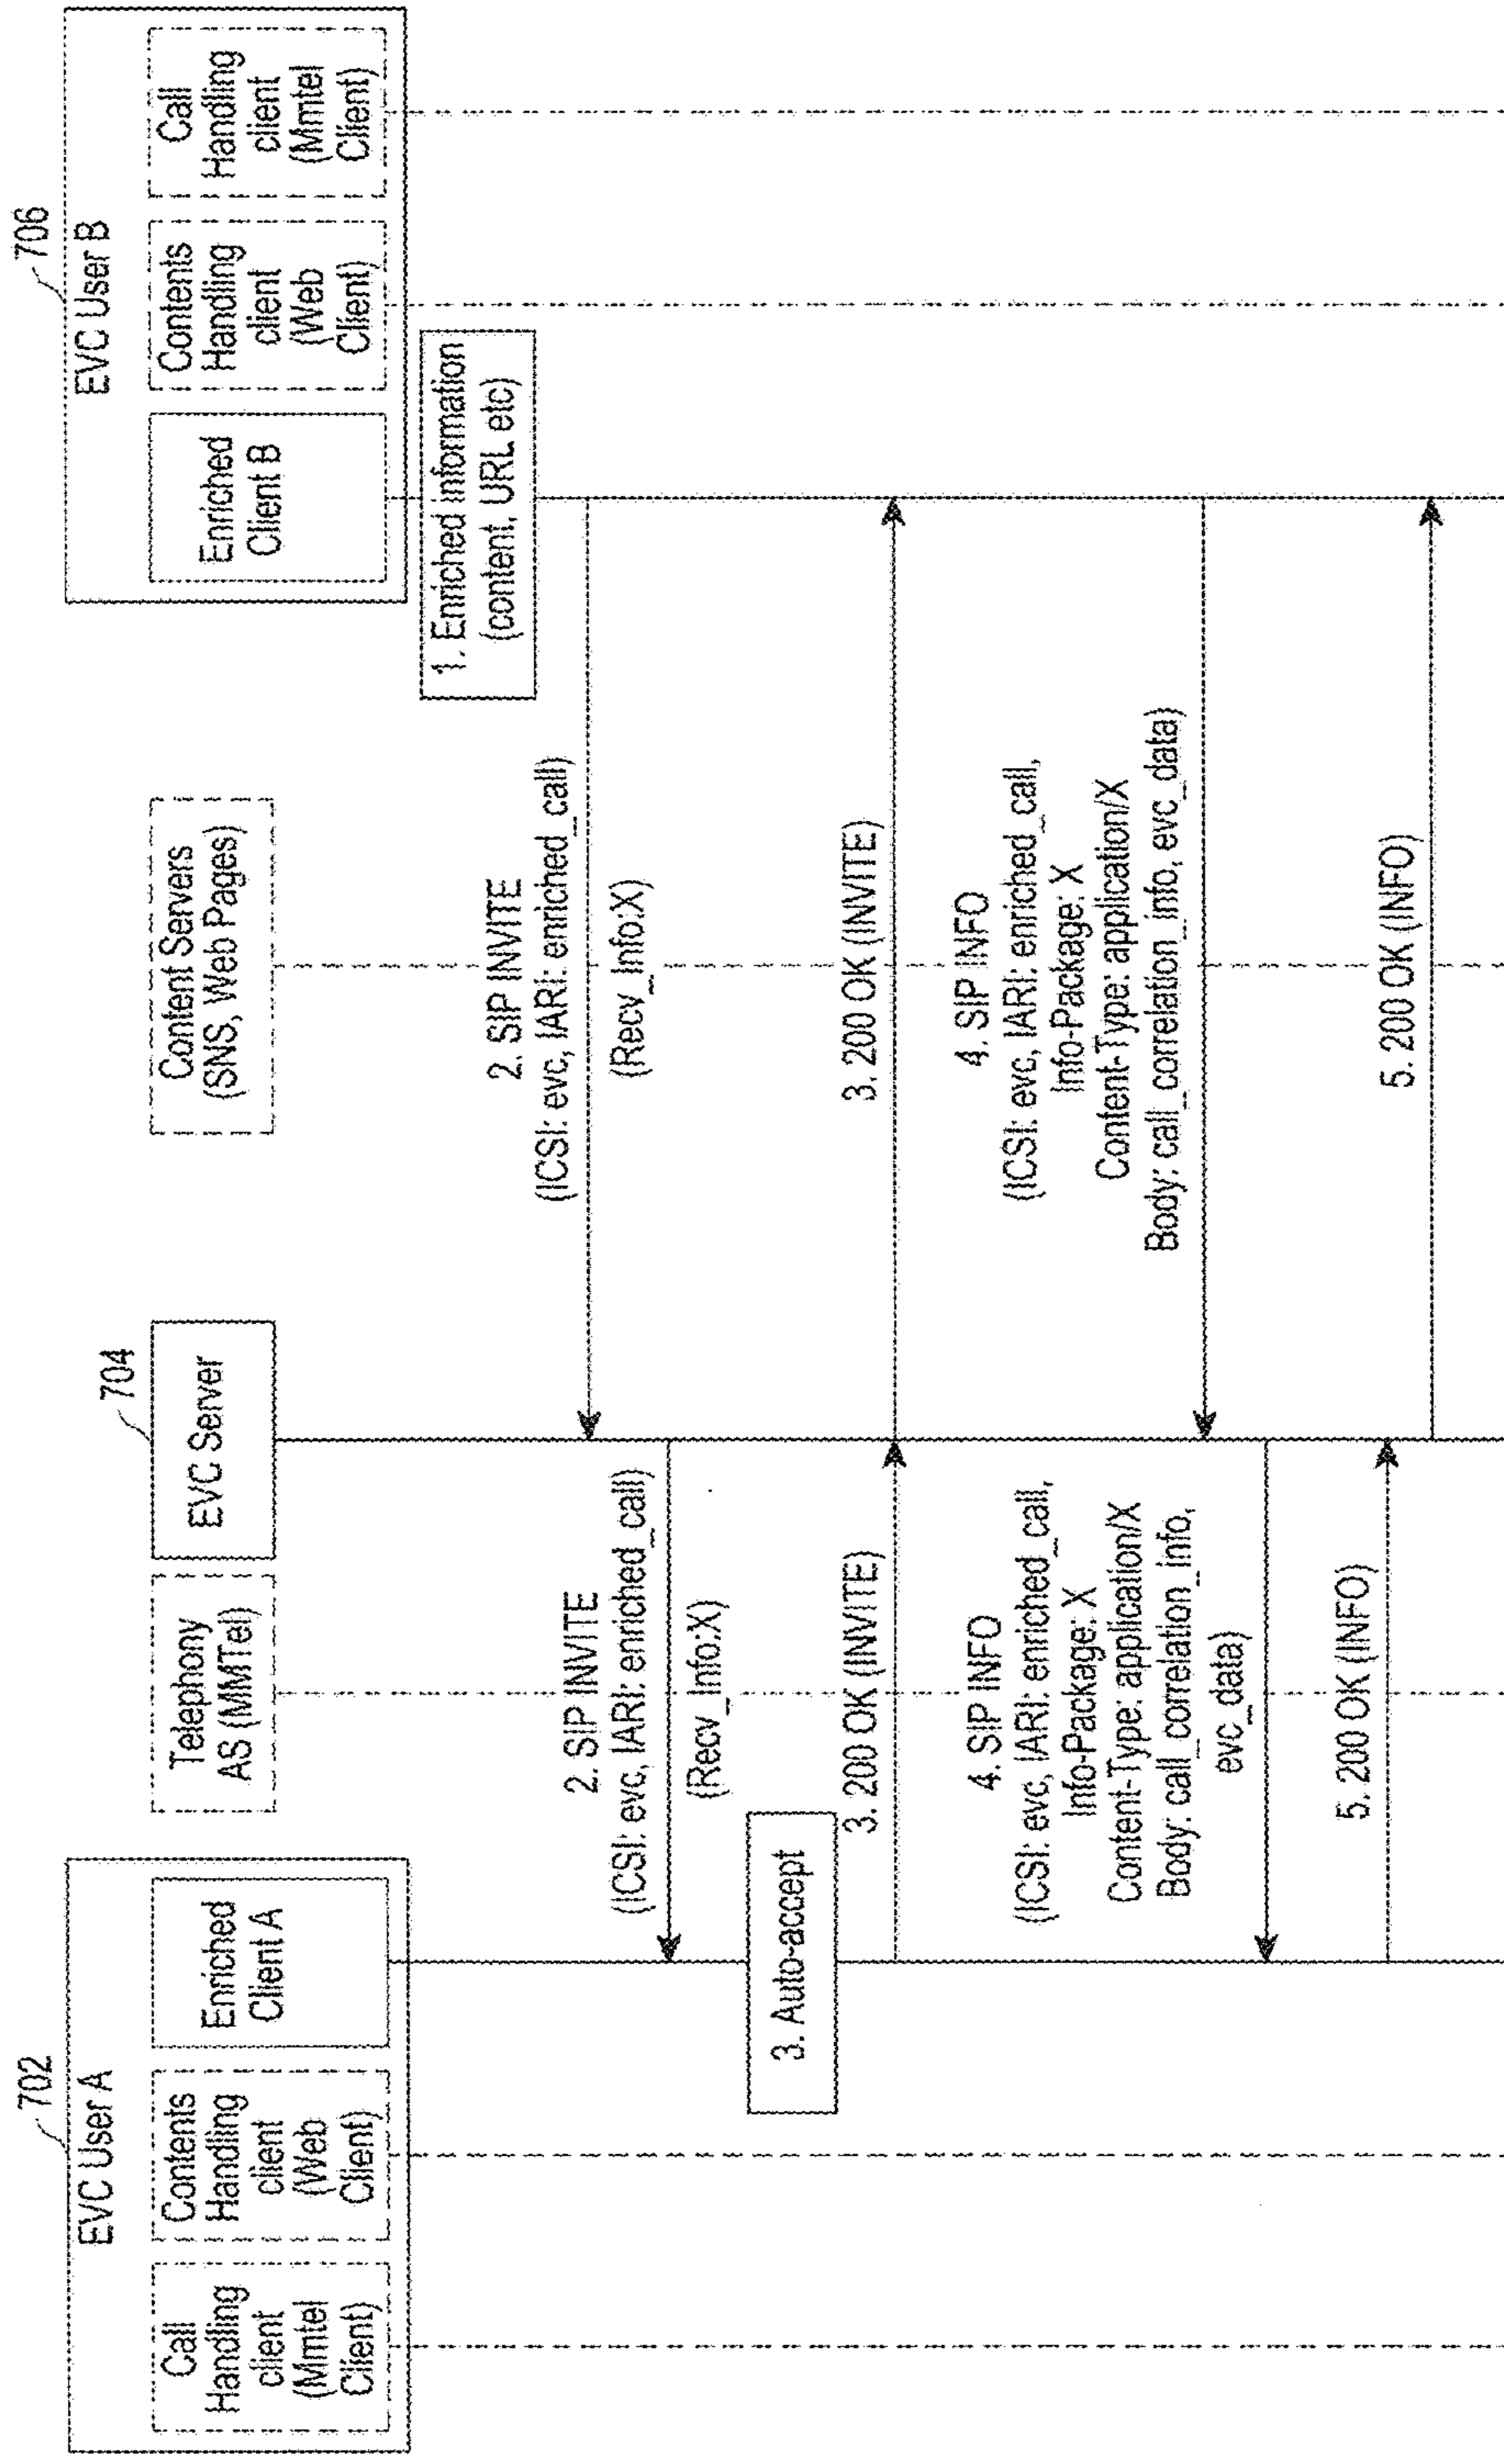 702
EVC User A
Call
Handling
client
(Mmtel
Client)
Contents
Handling
client
(Web
Client)
Enriched
Client A
Telephony
AS (MMTel)
704
EVC Server
Content Servers
(SNS, Web Pages)
706
EVC User B
Enriched
Client B
Contents
Handling
client
(Web
Client)
Call
Handling
client
(Mmtel
Client)
1. Enriched information
(content, URL etc)
2. SIP INVITE
(ICSI: evc, IARI: enriched_call)
(Recv_Info:X)
2. SIP INVITE
(ICSI: evc, IARI: enriched_call)
(Recv_Info:X)
3. Auto-accept
3. 200 OK (INVITE)
3. 200 OK (INVITE)
4. SIP INFO
(ICSI: evc, IARI: enriched_call,
Info-Package: X
Content-Type: application/X
Body: call_correlation_info, evc_data)
4. SIP INFO
(ICSI: evc, IARI: enriched_call,
Info-Package: X
Content-Type: application/X
Body: call_correlation_info,
evc_data)
5. 200 OK (INFO)
5. 200 OK (INFO)